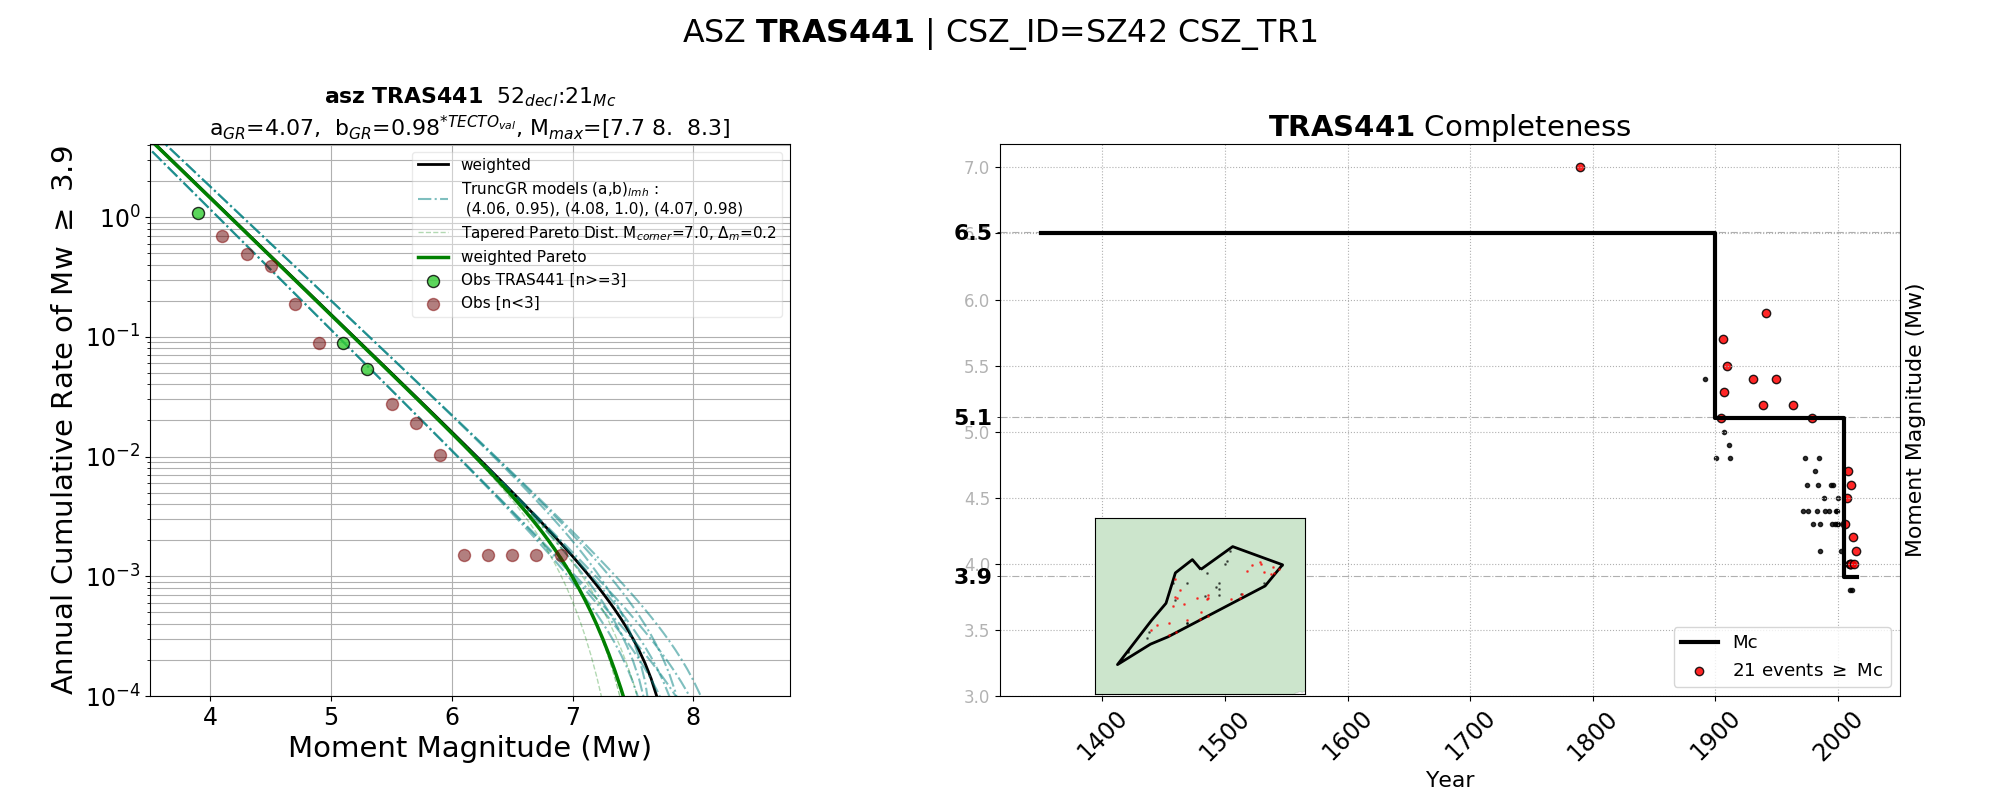 ASZ TRAS441 | CSZ_ID=SZ42 CSZ_TR1
asz TRAS441 52decl:21Mc
aGR=4.07, bGR=0.98*TECTOval, Mmax=[7.7 8. 8.3]
Annual Cumulative Rate of Mw ≥ 3.9
10^0
10^−1
10^−2
10^−3
10^−4
weighted
TruncGR models (a,b)lmh :
(4.06, 0.95), (4.08, 1.0), (4.07, 0.98)
Tapered Pareto Dist. Mcorner=7.0, Δm=0.2
weighted Pareto
Obs TRAS441 [n>=3]
Obs [n<3]
4 5 6 7 8
Moment Magnitude (Mw)
TRAS441 Completeness
7.0
6.5
6.0
5.5
5.1
5.0
4.5
4.0
3.9
3.5
3.0
Moment Magnitude (Mw)
Mc
21 events ≥ Mc
1400 1500 1600 1700 1800 1900 2000
Year